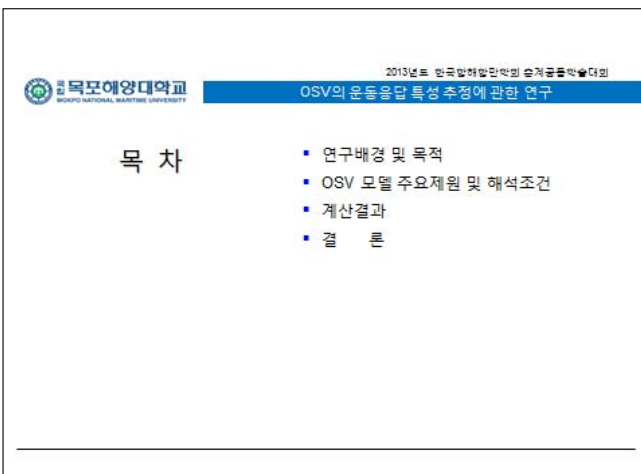 2013년도 한국항해항만학회 춘계공동학술대회
국립 목포해양대학교
MOKPO NATIONAL MARITIME UNIVERSITY
OSV의 운동응답 특성 추정에 관한 연구
목 차
▪ 연구배경 및 목적
▪ OSV 모델 주요제원 및 해석조건
▪ 계산결과
▪ 결 론